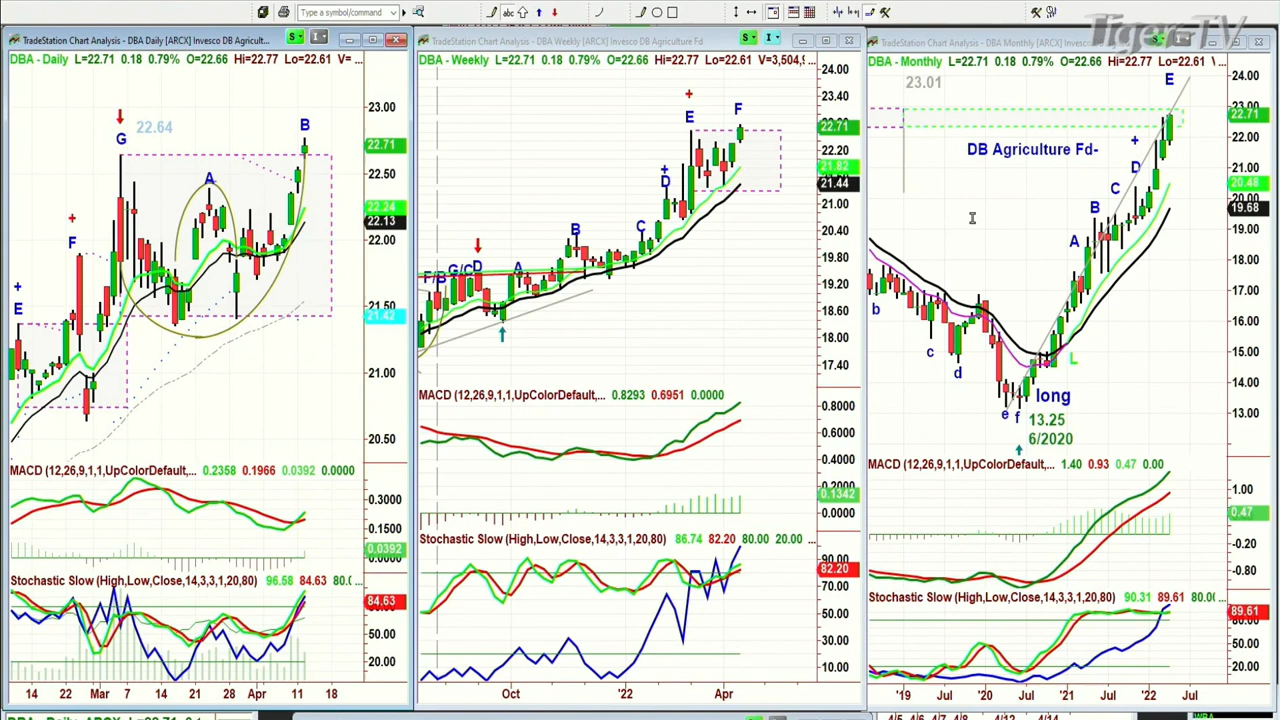 Type a symbol/command
abc
TigerTV
TradeStation Chart Analysis - DBA Daily [ARCX] Invesco DB Agricult...
S
I
DBA - Daily L=22.71 0.18 0.79% O=22.66 Hi=22.77 Lo=22.61 V= ...
G
22.64
B
A
F
E
23.00
22.71
22.50
22.24
22.13
22.00
21.50
21.42
21.00
20.50
MACD (12,26,9,1,1,UpColorDefault,... 0.2358 0.1966 0.0392 0.0000
0.3000
0.1500
0.0392
Stochastic Slow (High,Low,Close,14,3,3,1,20,80) 96.58 84.63 80.( ...
84.63
50.00
20.00
14 22 Mar 7 14 21 28 Apr 11 18
TradeStation Chart Analysis - DBA Weekly [ARCX] Invesco DB Agriculture Fd
S
I
DBA - Weekly L=22.71 0.18 0.79% O=22.66 Hi=22.77 Lo=22.61 V=3,504,...
E
F
D
B
C
F/B
G/C
D
A
24.00
23.40
22.71
22.20
21.82
21.44
21.00
20.40
19.80
19.20
18.60
18.00
17.40
MACD (12,26,9,1,1,UpColorDefault,... 0.8293 0.6951 0.0000
0.8000
0.6000
0.4000
0.1342
0.0000
Stochastic Slow (High,Low,Close,14,3,3,1,20,80) 86.74 82.20 80.00 20.00 ...
90.00
82.20
70.00
50.00
30.00
10.00
Oct '22 Apr
TradeStation Chart Analysis - DBA Monthly [ARCX] Invesco DB Agriculture Fd
S
DBA - Monthly L=22.71 0.18 0.79% O=22.66 Hi=22.77 Lo=22.61 V...
23.01
E
DB Agriculture Fd-
D
C
B
A
b
c
d
e
f
L
long
13.25
6/2020
24.00
23.00
22.71
22.00
21.00
20.48
20.00
19.68
19.00
18.00
17.00
16.00
15.00
14.00
13.00
MACD (12,26,9,1,1,UpColorDefault,... 1.40 0.93 0.47 0.00
1.00
0.47
-0.20
-0.80
Stochastic Slow (High,Low,Close,14,3,3,1,20,80) 90.31 89.61 80.00 ...
89.61
50.00
20.00
'19 Jul '20 Jul '21 Jul '22 Jul